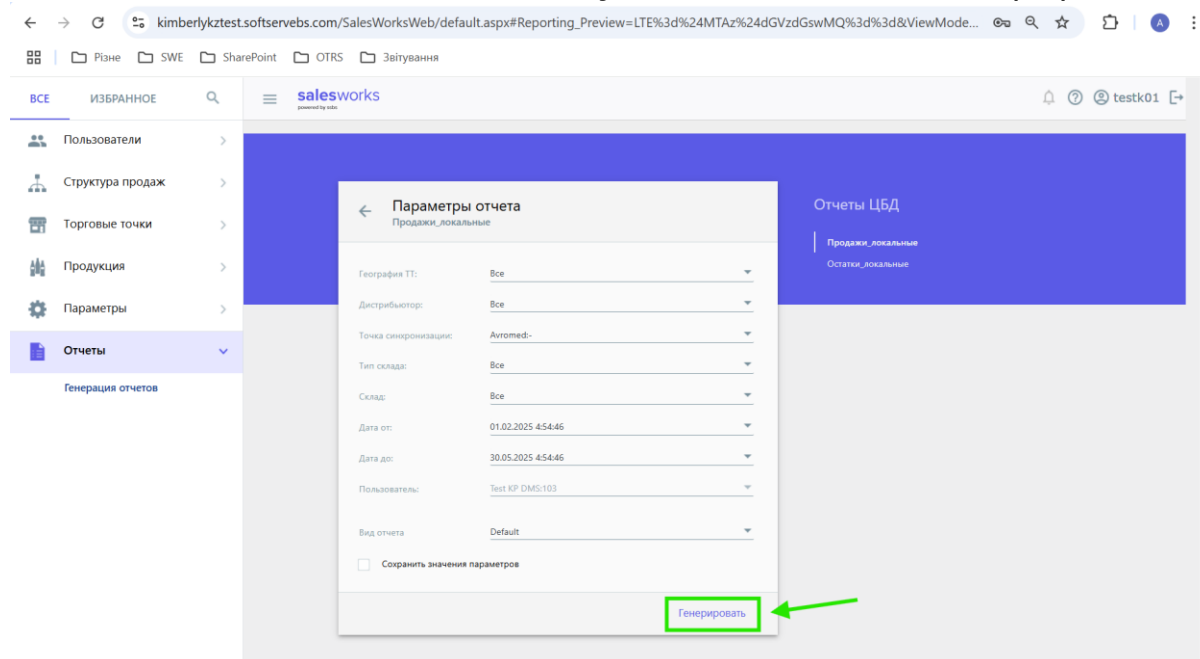 kimberlykztest.softservebs.com/SalesWorksWeb/default.aspx#Reporting_Preview=LTE%3d%24MTAz%24dGVzdGswMQ%3d%3d&ViewMode...
A
Різне SWE SharePoint OTRS Звітування
ВСЕ ИЗБРАННОЕ
salesworks
testk01
Пользователи
Структура продаж
Торговые точки
Продукция
Параметры
Отчеты
Генерация отчетов
Параметры отчета
Продажи_локальные
География ТТ: Все
Дистрибьютор: Все
Точка синхронизации: Avromed:-
Тип склада: Все
Склад: Все
Дата от: 01.02.2025 4:54:46
Дата до: 30.05.2025 4:54:46
Пользователь: Test KP DMS:103
Вид отчета Default
Сохранить значения параметров
Генерировать
Отчеты ЦБД
Продажи_локальные
Остатки_локальные